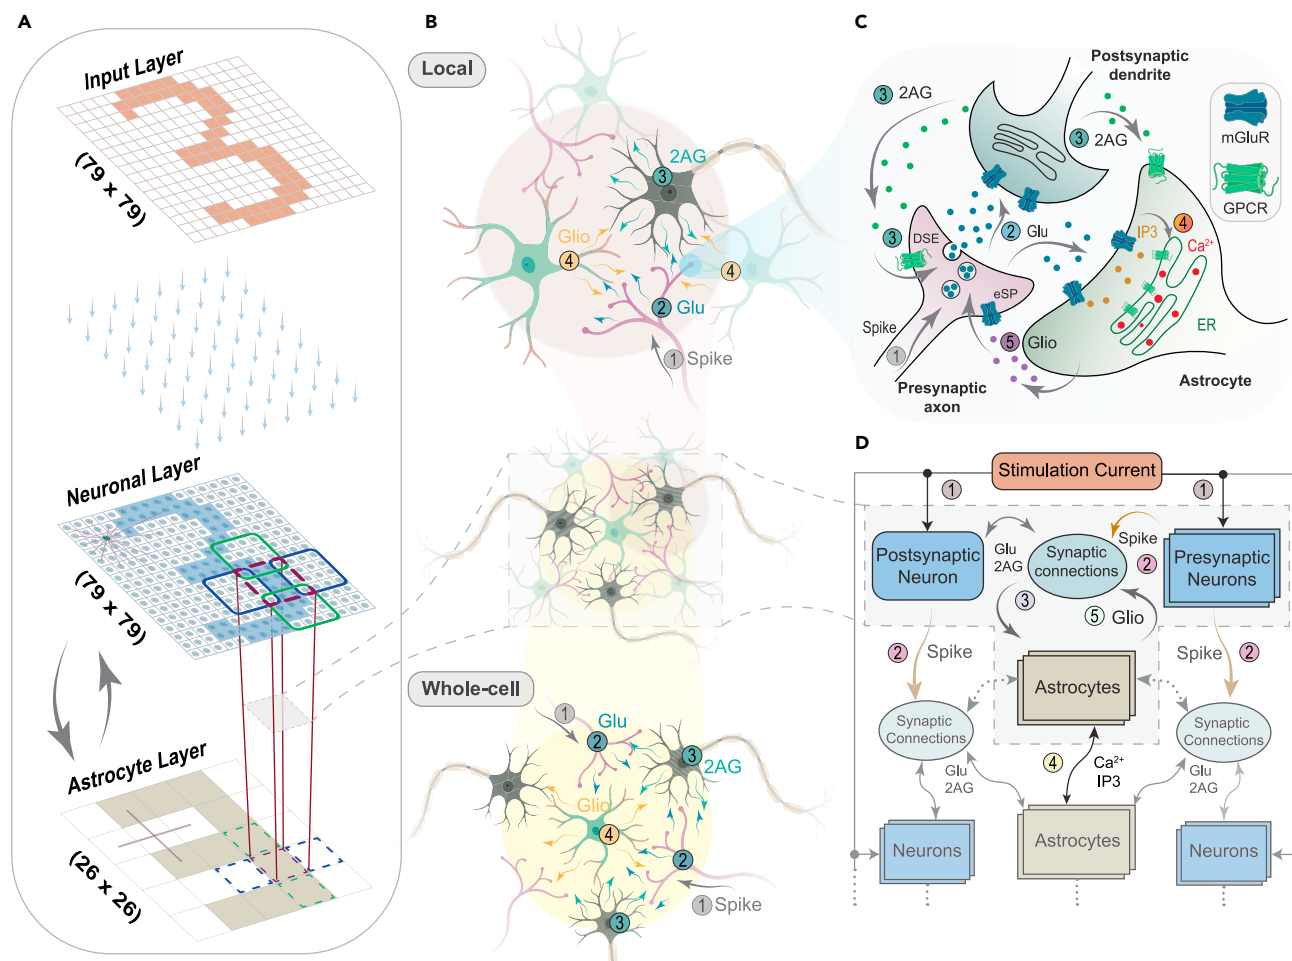 A
Input Layer
(79 x 79)
Neuronal Layer
(79 x 79)
Astrocyte Layer
(26 x 26)
B
Local
2AG
3
Glio
4
4
2
Glu
1
Spike
Whole-cell
1
Glu
2
3
2AG
Glio
4
2
1
Spike
3
C
Postsynaptic
dendrite
3
2AG
3
2AG
mGluR
GPCR
3
DSE
2
Glu
IP3
4
Ca²⁺
eSP
ER
Spike
1
5
Glio
Presynaptic
axon
Astrocyte
D
Stimulation Current
1
1
Postsynaptic
Neuron
Glu
2AG
Synaptic
connections
Spike
2
Presynaptic
Neurons
3
5
Glio
2
Spike
Spike
2
Astrocytes
Synaptic
Connections
Synaptic
Connections
4
Ca²⁺
IP3
Glu
2AG
Glu
2AG
Neurons
Astrocytes
Neurons